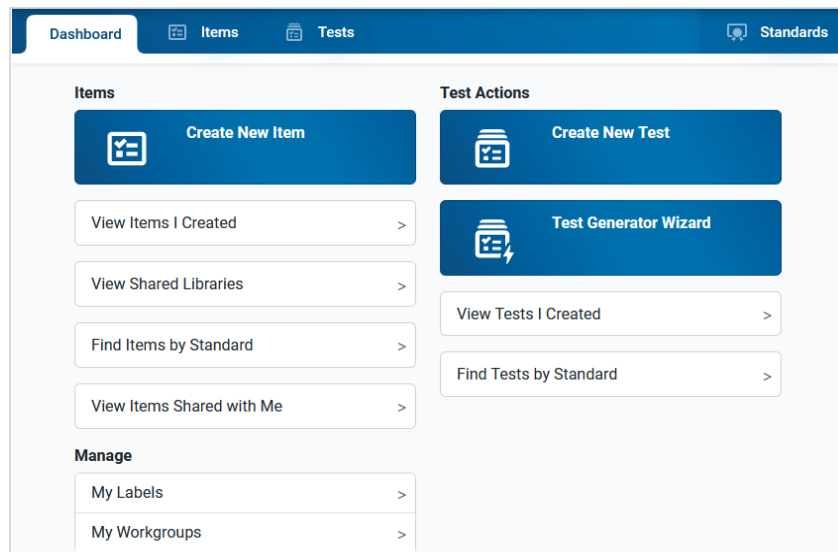 Dashboard
Items
Tests
Standards
Items
Create New Item
View Items I Created >
View Shared Libraries >
Find Items by Standard >
View Items Shared with Me >
Manage
My Labels >
My Workgroups >
Test Actions
Create New Test
Test Generator Wizard
View Tests I Created >
Find Tests by Standard >